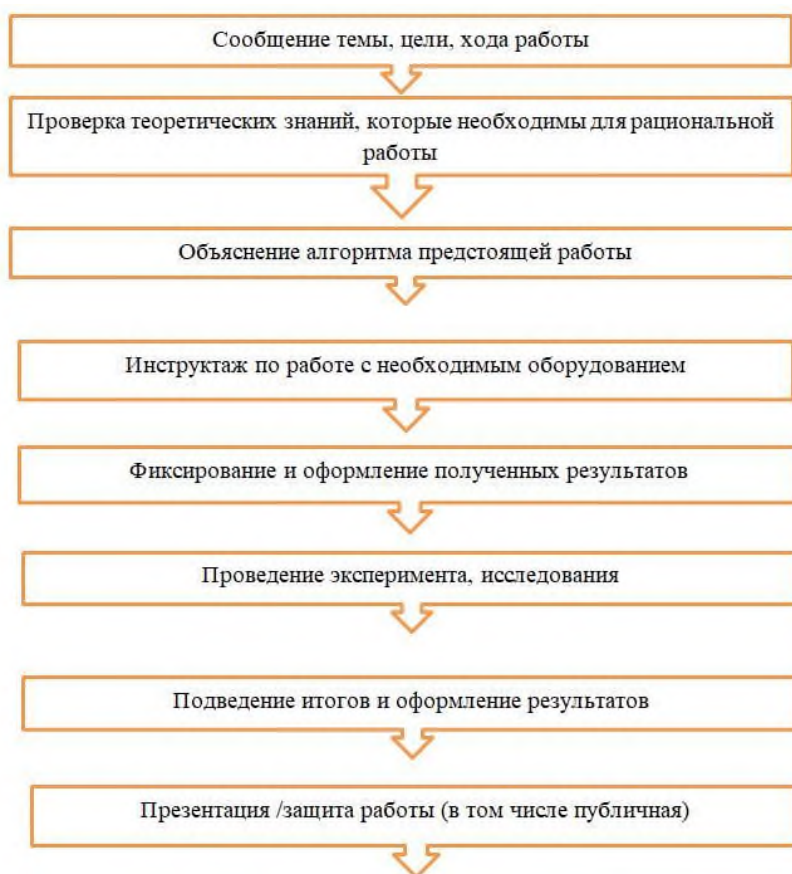 Сообщение темы, цели, хода работы
Проверка теоретических знаний, которые необходимы для рациональной
работы
Объяснение алгоритма предстоящей работы
Инструктаж по работе с необходимым оборудованием
Фиксирование и оформление полученных результатов
Проведение эксперимента, исследования
Подведение итогов и оформление результатов
Презентация /защита работы (в том числе публичная)